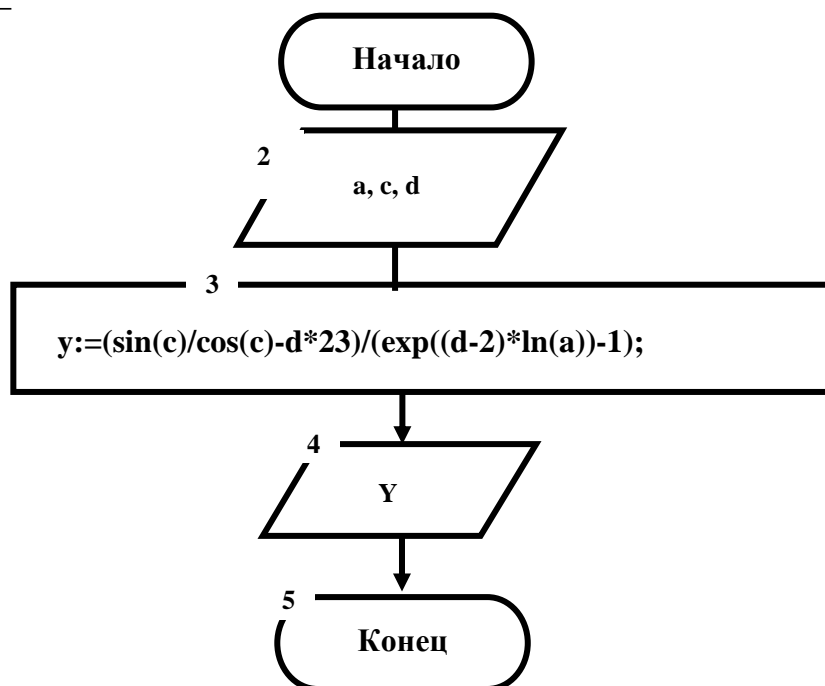 Начало
2
a, c, d
3
y:=(sin(c)/cos(c)-d*23)/(exp((d-2)*ln(a))-1);
4
Y
5
Конец